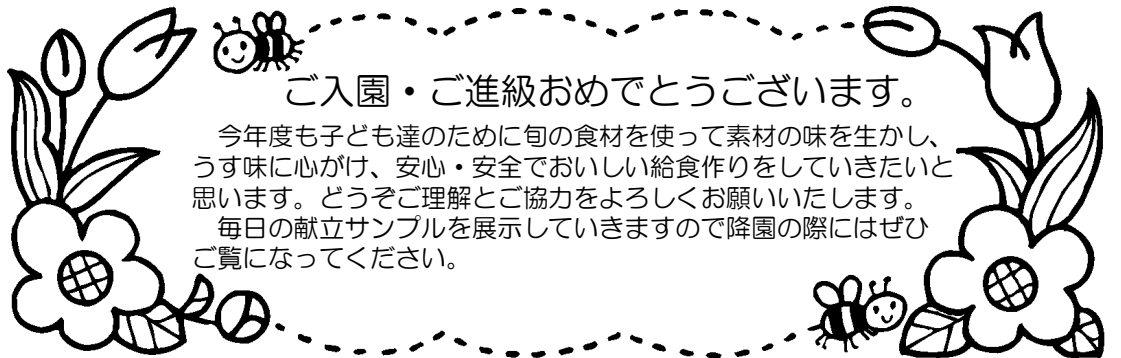 ご入園・ご進級おめでとうございます。
　今年度も子ども達のために旬の食材を使って素材の味を生かし、
うす味に心がけ、安心・安全でおいしい給食作りをしていきたいと
思います。どうぞご理解とご協力をよろしくお願いいたします。
　毎日の献立サンプルを展示していきますので降園の際にはぜひ
ご覧になってください。